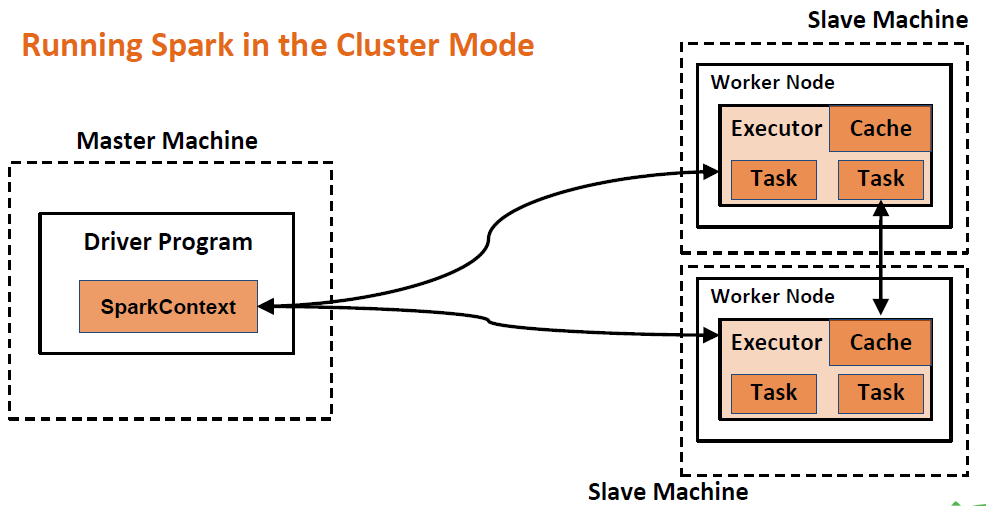 Running Spark in the Cluster Mode
Master Machine
Driver Program
SparkContext
Slave Machine
Worker Node
Executor
Cache
Task
Task
Worker Node
Executor
Cache
Task
Task
Slave Machine